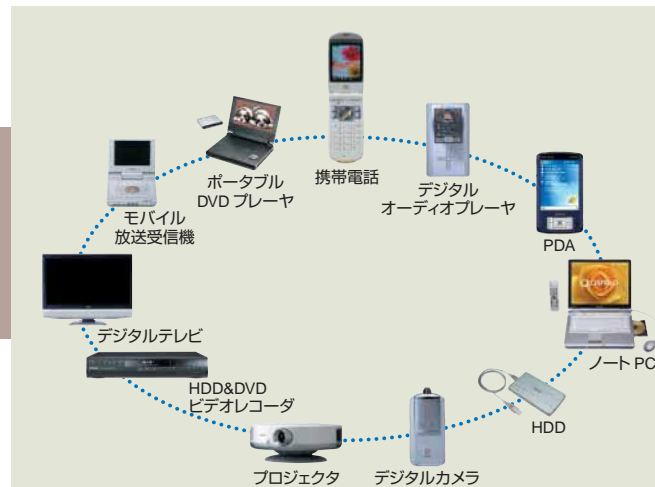 携帯電話
ポータブル
DVD プレーヤ
デジタル
オーディオプレーヤ
モバイル
放送受信機
PDA
デジタルテレビ
ノート PC
HDD&DVD
ビデオレコーダ
HDD
プロジェクタ
デジタルカメラ